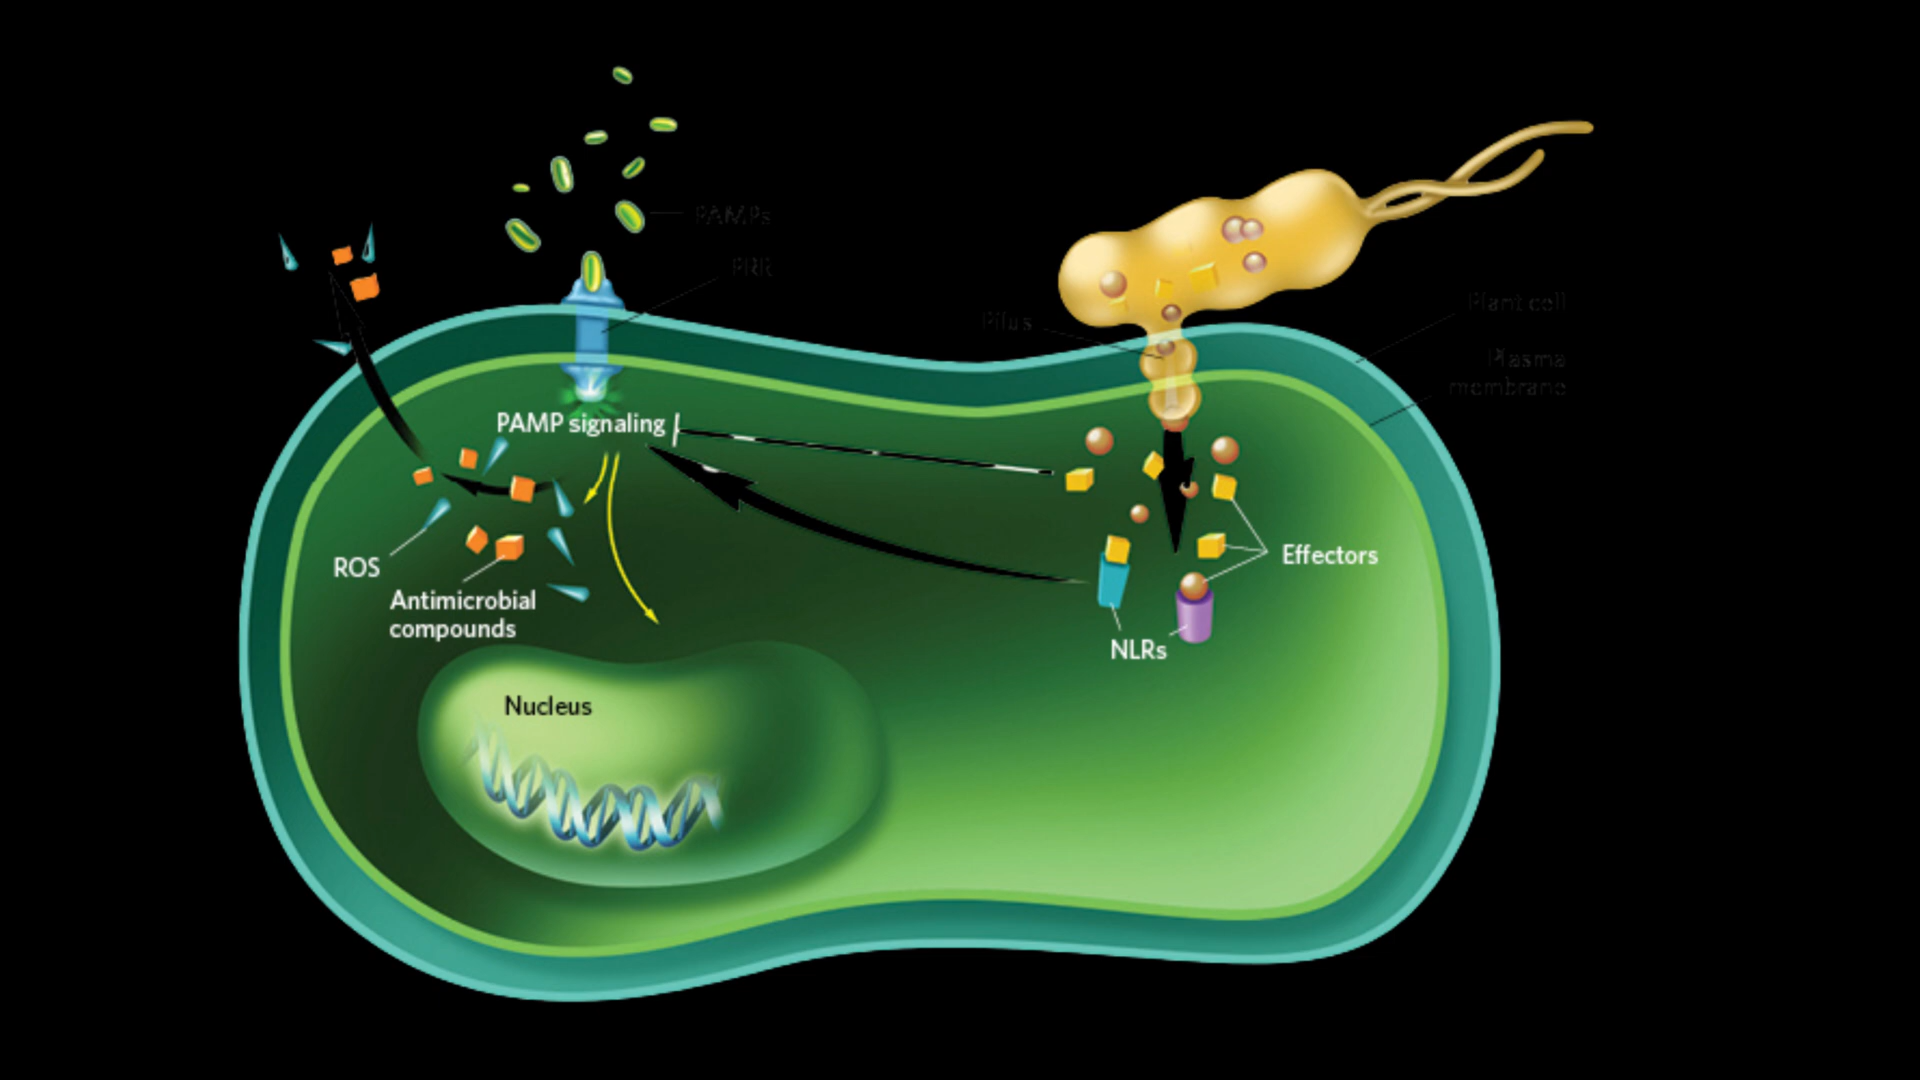 PAMPs
PRR
Pilus
Plant cell
Plasma
membrane
PAMP signaling
ROS
Antimicrobial
compounds
Effectors
NLRs
Nucleus